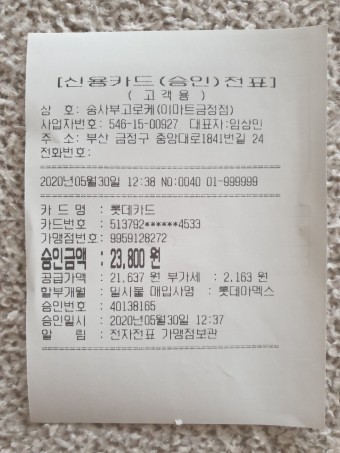 [신용카드(승인)전표]
( 고객용 )
상 호: 숭사부고로케(이마트금정점)
사업자번호: 546-15-00927 대표자:임상민
주 소: 부산 금정구 중앙대로1841번길 24
전화번호:
2020년05월30일 12:38 NO:0040 01-999999
카 드 명 : 롯데카드
카드번호 : 513792******4533
가맹점번호: 9959128272
승인금액 : 23,800 원
공급가액 : 21,637 원 부가세 : 2,163 원
할부개월 : 일시불 매입사명 : 롯데아멕스
승인번호 : 40138165
승인일시 : 2020년05월30일 12:37
알 림 : 전자전표 가맹점보관